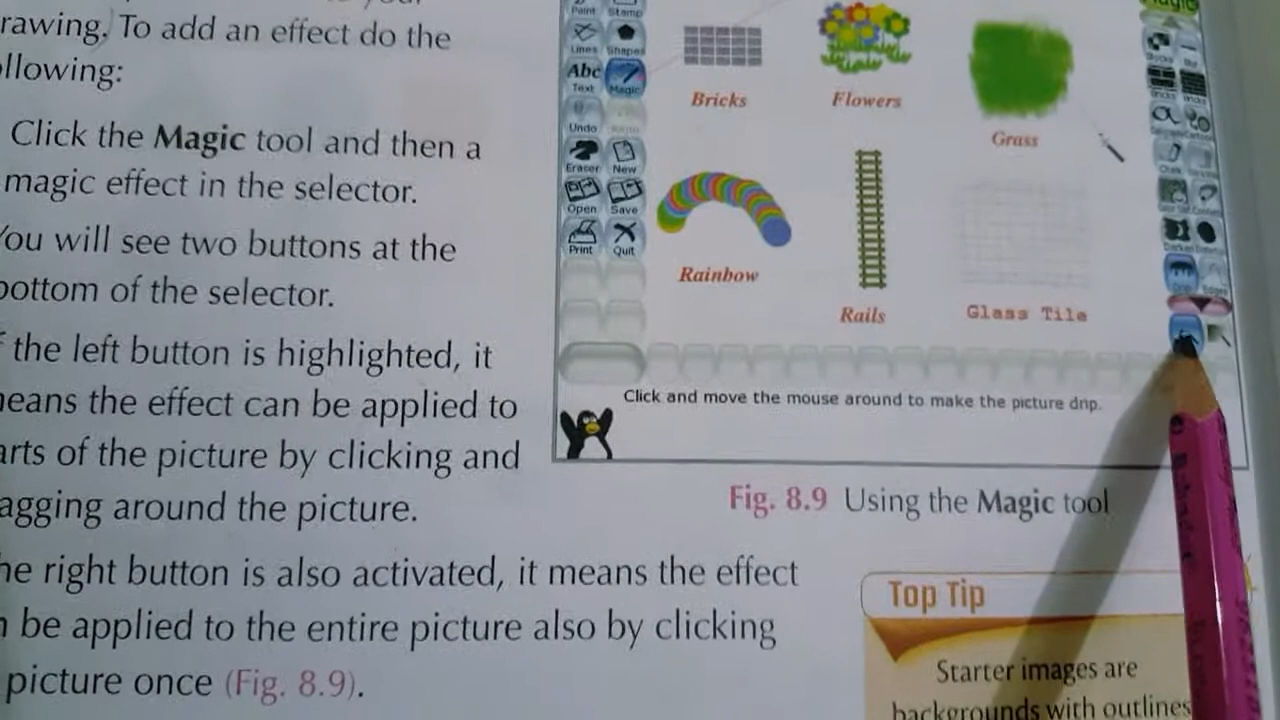 rawing. To add an effect do the
llowing:
Click the Magic tool and then a
magic effect in the selector.
You will see two buttons at the
bottom of the selector.
the left button is highlighted, it
eans the effect can be applied to
arts of the picture by clicking and
agging around the picture.
he right button is also activated, it means the effect
be applied to the entire picture also by clicking
picture once (Fig. 8.9).
Paint Stamp
Lines Shapes
Abc
Text Magic
Undo
Eraser New
Open Save
Print Quit
Magic
Bricks
Flowers
Grass
Rainbow
Rails
Glass Tile
Click and move the mouse around to make the picture drip.
Fig. 8.9 Using the Magic tool
Top Tip
Starter images are
backgrounds with outlines